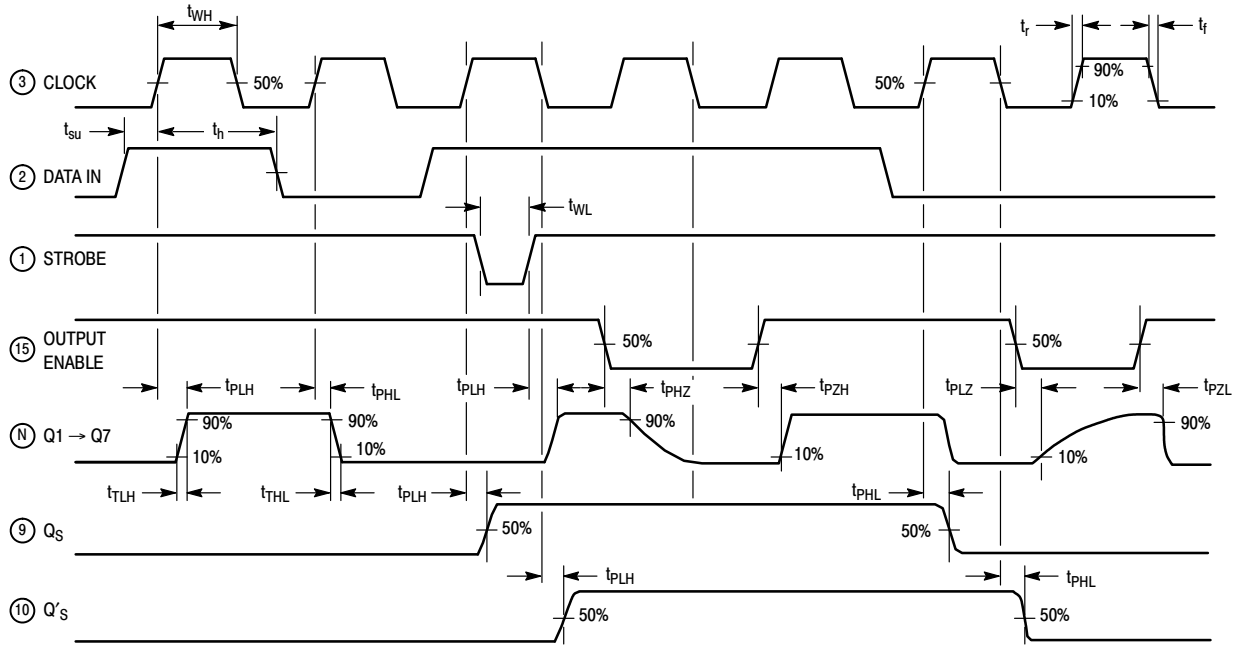 tWH
tr
tf
3 CLOCK
50%
50%
90%
10%
tsu
th
2 DATA IN
tWL
1 STROBE
15 OUTPUT
ENABLE
50%
50%
tPLH
tPHL
tPLH
tPHZ
tPZH
tPLZ
tPZL
N Q1 → Q7
90%
90%
90%
90%
10%
10%
10%
10%
tTLH
tTHL
tPLH
tPHL
9 QS
50%
50%
tPLH
tPHL
10 Q′S
50%
50%